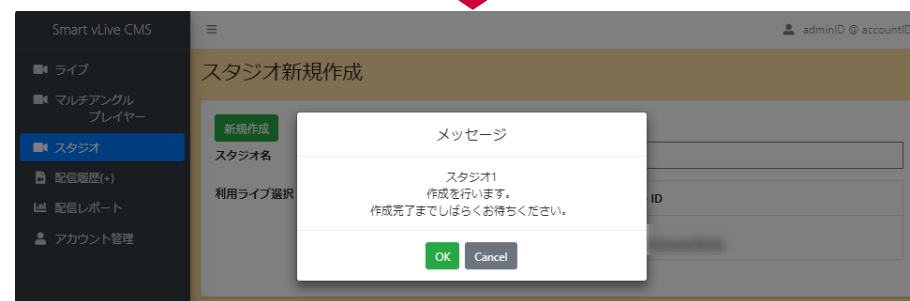 Smart vLive CMS
adminID @ accountID
ライブ
マルチアングル
プレイヤー
スタジオ
配信履歴(+)
配信レポート
アカウント管理
スタジオ新規作成
新規作成
スタジオ名
利用ライブ選択
ID
メッセージ
スタジオ1
作成を行います。
作成完了までしばらくお待ちください。
OK
Cancel